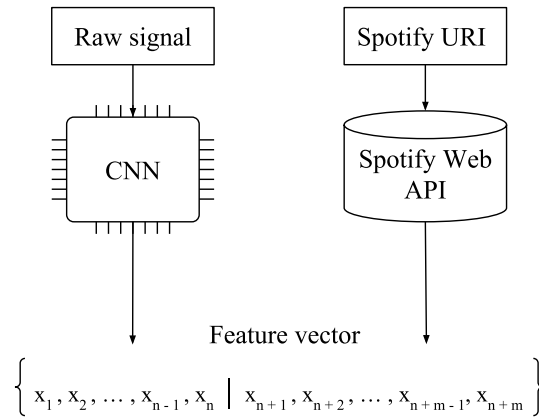 Raw signal
Spotify URI
CNN
Spotify Web
API
Feature vector
{ x₁ , x₂ , … , xₙ ₋ ₁ , xₙ | xₙ ₊ ₁ , xₙ ₊ ₂ , … , xₙ ₊ ₘ ₋ ₁, xₙ ₊ ₘ }